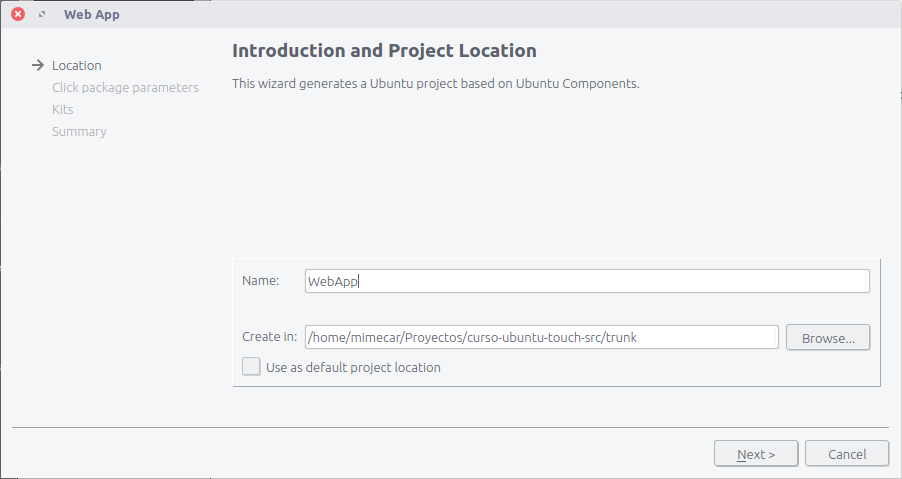 Web App
Introduction and Project Location
Location
This wizard generates a Ubuntu project based on Ubuntu Components.
Click package parameters
Kits
Summary
Name: WebApp
Create in: /home/mimecar/Proyectos/curso-ubuntu-touch-src/trunk Browse...
Use as default project location
Next > Cancel